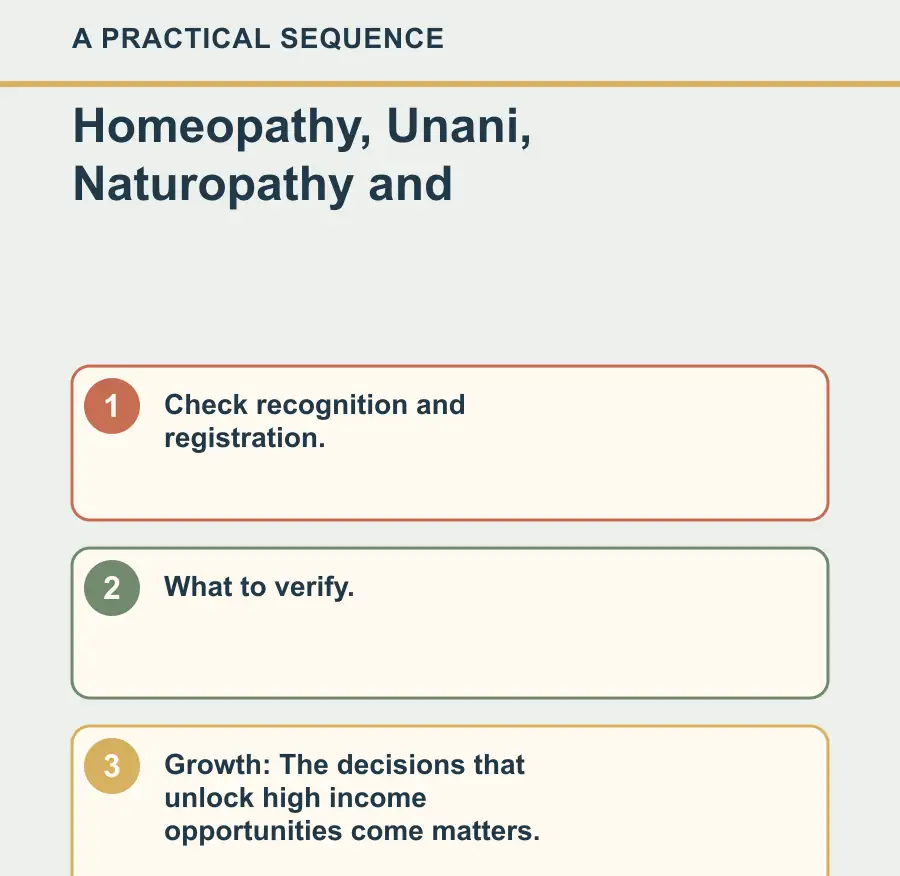 A PRACTICAL SEQUENCE
Homeopathy, Unani,
Naturopathy and
1
Check recognition and
registration.
2
What to verify.
3
Growth: The decisions that
unlock high income
opportunities come matters.